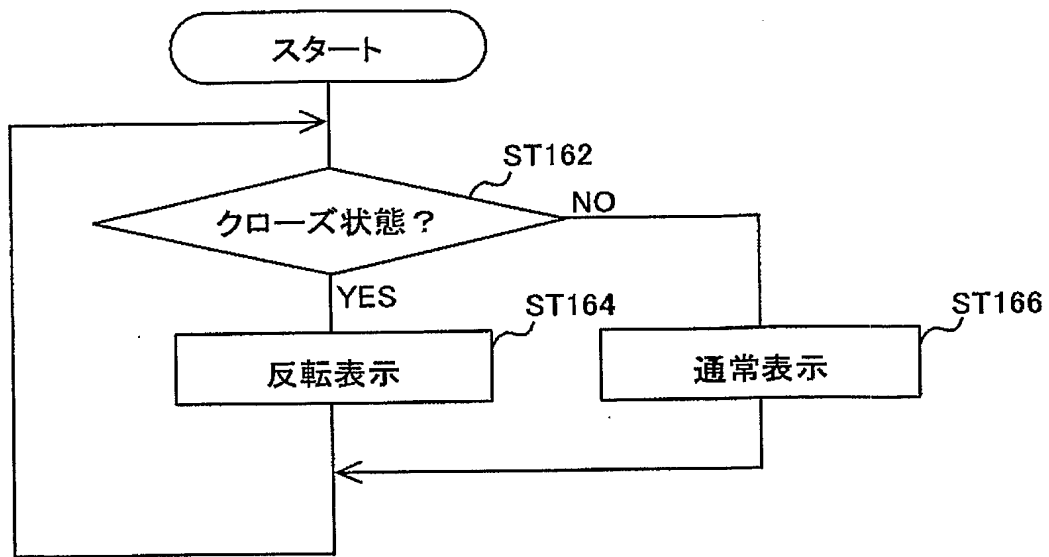 スタート
ST162
クローズ状態？
NO
YES
ST164
ST166
反転表示
通常表示